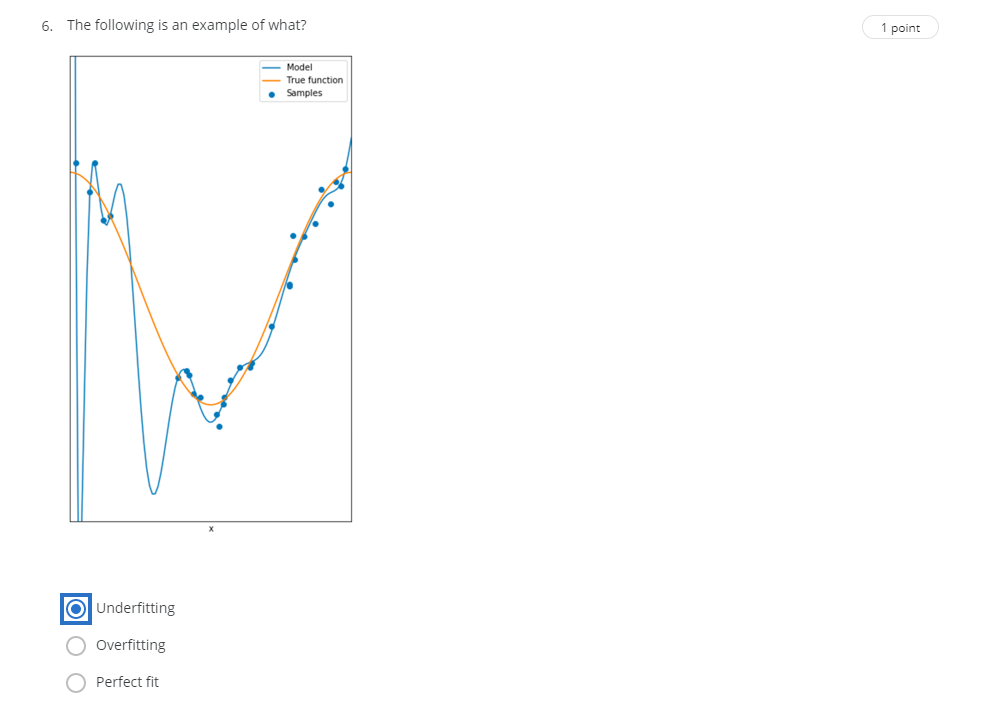 6. The following is an example of what?
1 point
Model
True function
Samples
x
Underfitting
Overfitting
Perfect fit